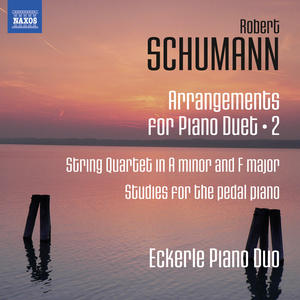 NAXOS
Robert
SCHUMANN
Arrangements
for Piano Duet • 2
String Quartet in A minor and F major
Studies for the pedal piano
Eckerle Piano Duo